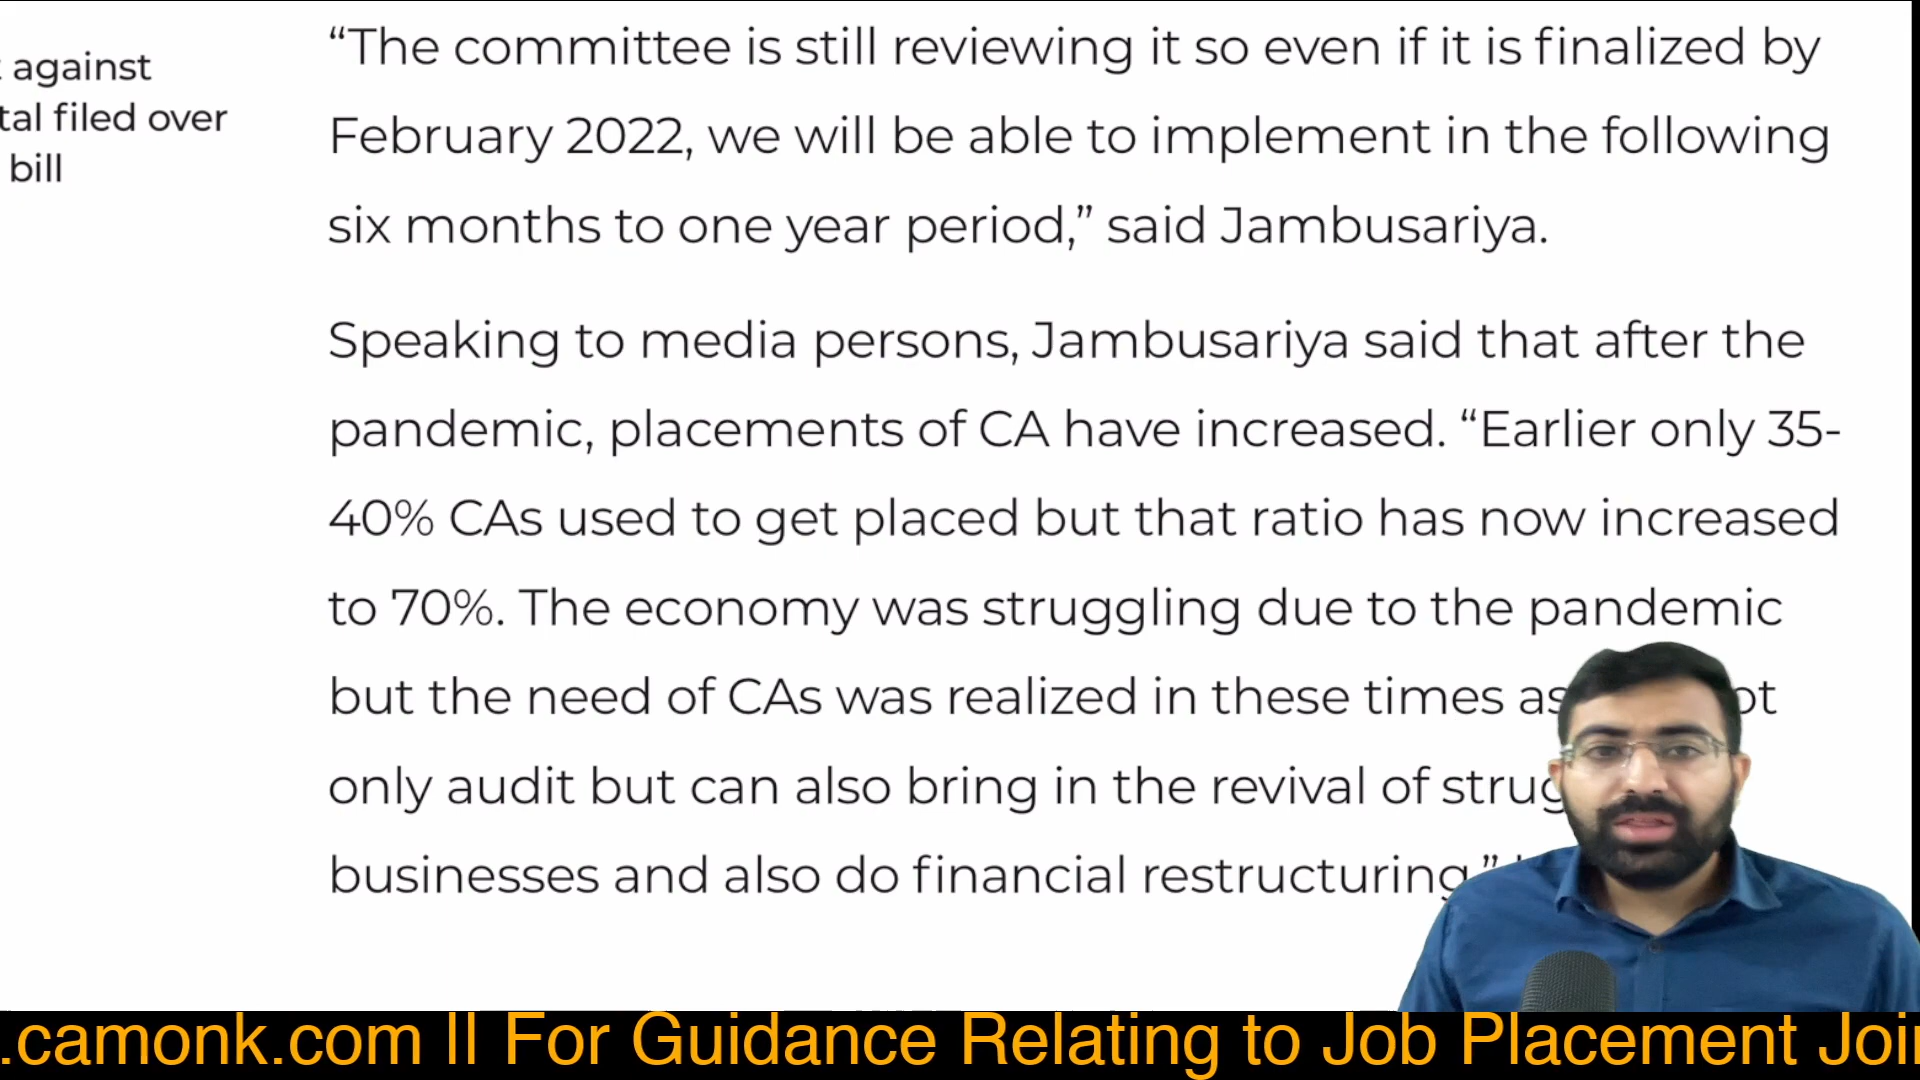 against
tal filed over
bill
“The committee is still reviewing it so even if it is finalized by
February 2022, we will be able to implement in the following
six months to one year period,” said Jambusariya.
Speaking to media persons, Jambusariya said that after the
pandemic, placements of CA have increased. “Earlier only 35-
40% CAs used to get placed but that ratio has now increased
to 70%. The economy was struggling due to the pandemic
but the need of CAs was realized in these times as
only audit but can also bring in the revival of
businesses and also do financial restructuring,”
.camonk.com || For Guidance Relating to Job Placement Joi